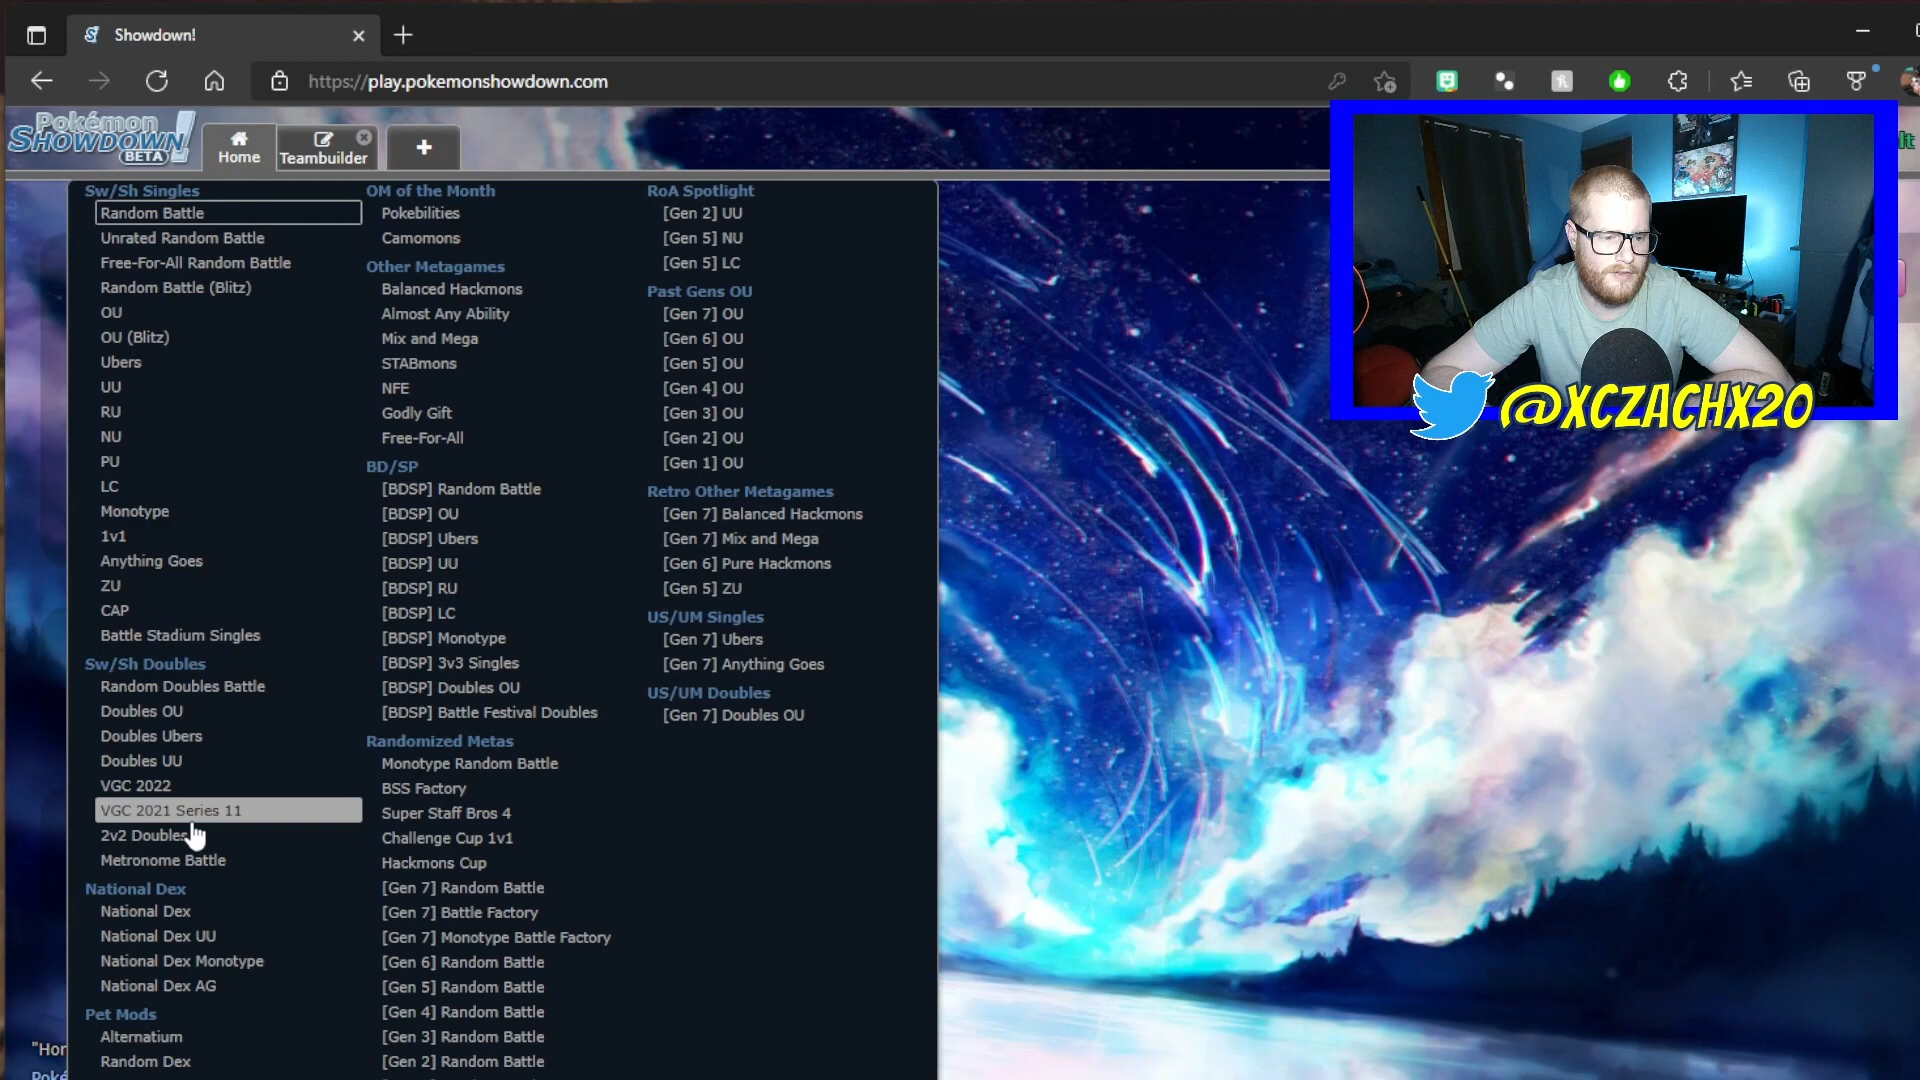 Showdown!
https://play.pokemonshowdown.com
Pokémon
SHOWDOWN!
BETA
Home
Teambuilder
Sw/Sh Singles
Random Battle
Unrated Random Battle
Free-For-All Random Battle
Random Battle (Blitz)
OU
OU (Blitz)
Ubers
UU
RU
NU
PU
LC
Monotype
1v1
Anything Goes
ZU
CAP
Battle Stadium Singles
Sw/Sh Doubles
Random Doubles Battle
Doubles OU
Doubles Ubers
Doubles UU
VGC 2022
VGC 2021 Series 11
2v2 Doubles
Metronome Battle
National Dex
National Dex
National Dex UU
National Dex Monotype
National Dex AG
Pet Mods
Alternatium
Random Dex
OM of the Month
Pokebilities
Camomons
Other Metagames
Balanced Hackmons
Almost Any Ability
Mix and Mega
STABmons
NFE
Godly Gift
Free-For-All
BD/SP
[BDSP] Random Battle
[BDSP] OU
[BDSP] Ubers
[BDSP] UU
[BDSP] RU
[BDSP] LC
[BDSP] Monotype
[BDSP] 3v3 Singles
[BDSP] Doubles OU
[BDSP] Battle Festival Doubles
Randomized Metas
Monotype Random Battle
BSS Factory
Super Staff Bros 4
Challenge Cup 1v1
Hackmons Cup
[Gen 7] Random Battle
[Gen 7] Battle Factory
[Gen 7] Monotype Battle Factory
[Gen 6] Random Battle
[Gen 5] Random Battle
[Gen 4] Random Battle
[Gen 3] Random Battle
[Gen 2] Random Battle
RoA Spotlight
[Gen 2] UU
[Gen 5] NU
[Gen 5] LC
Past Gens OU
[Gen 7] OU
[Gen 6] OU
[Gen 5] OU
[Gen 4] OU
[Gen 3] OU
[Gen 2] OU
[Gen 1] OU
Retro Other Metagames
[Gen 7] Balanced Hackmons
[Gen 7] Mix and Mega
[Gen 6] Pure Hackmons
[Gen 5] ZU
US/UM Singles
[Gen 7] Ubers
[Gen 7] Anything Goes
US/UM Doubles
[Gen 7] Doubles OU
@XCZACHX20